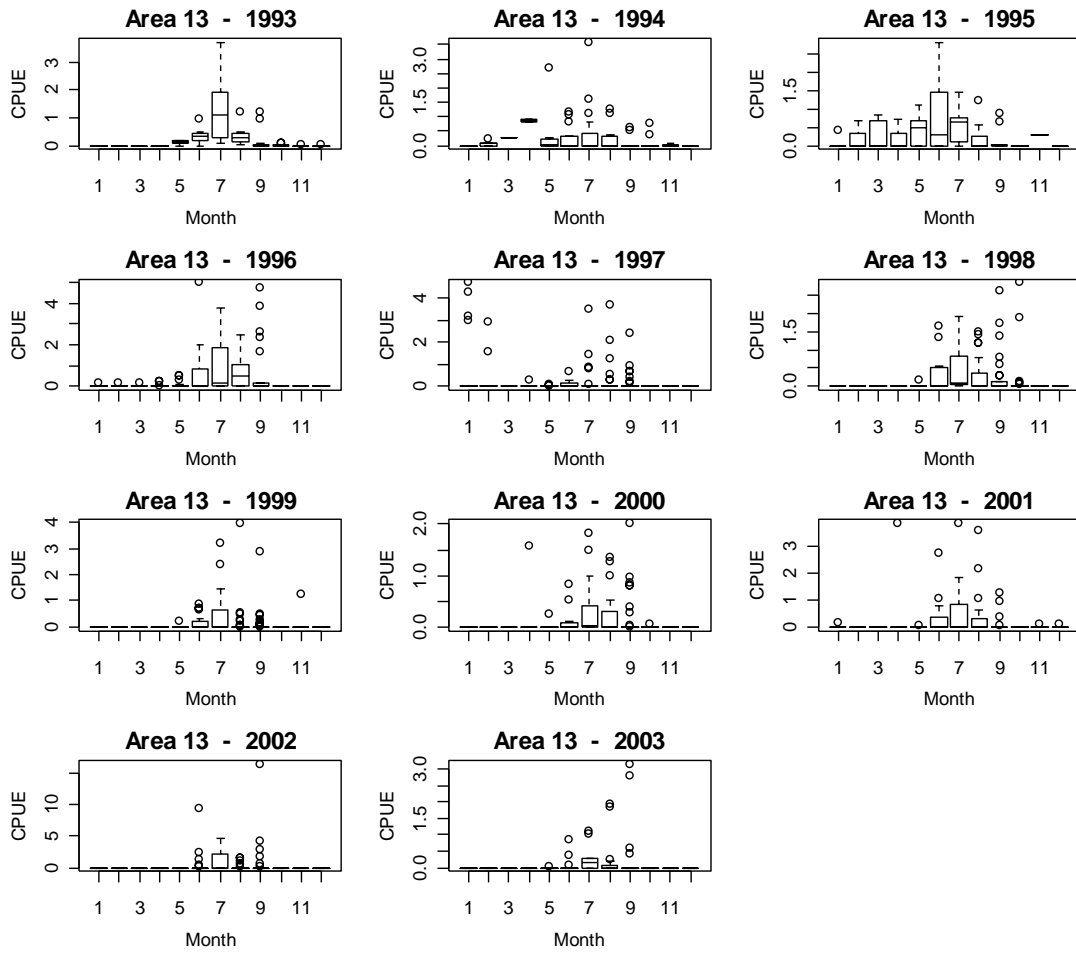 Area 13 - 1993
CPUE
3
2
1
0
1 3 5 7 9 11
Month
Area 13 - 1994
CPUE
3.0
1.5
0.0
1 3 5 7 9 11
Month
Area 13 - 1995
CPUE
1.5
0.0
1 3 5 7 9 11
Month
Area 13 - 1996
CPUE
4
2
0
1 3 5 7 9 11
Month
Area 13 - 1997
CPUE
4
2
0
1 3 5 7 9 11
Month
Area 13 - 1998
CPUE
1.5
0.0
1 3 5 7 9 11
Month
Area 13 - 1999
CPUE
4
3
2
1
0
1 3 5 7 9 11
Month
Area 13 - 2000
CPUE
2.0
1.0
0.0
1 3 5 7 9 11
Month
Area 13 - 2001
CPUE
3
2
1
0
1 3 5 7 9 11
Month
Area 13 - 2002
CPUE
10
5
0
1 3 5 7 9 11
Month
Area 13 - 2003
CPUE
3.0
1.5
0.0
1 3 5 7 9 11
Month